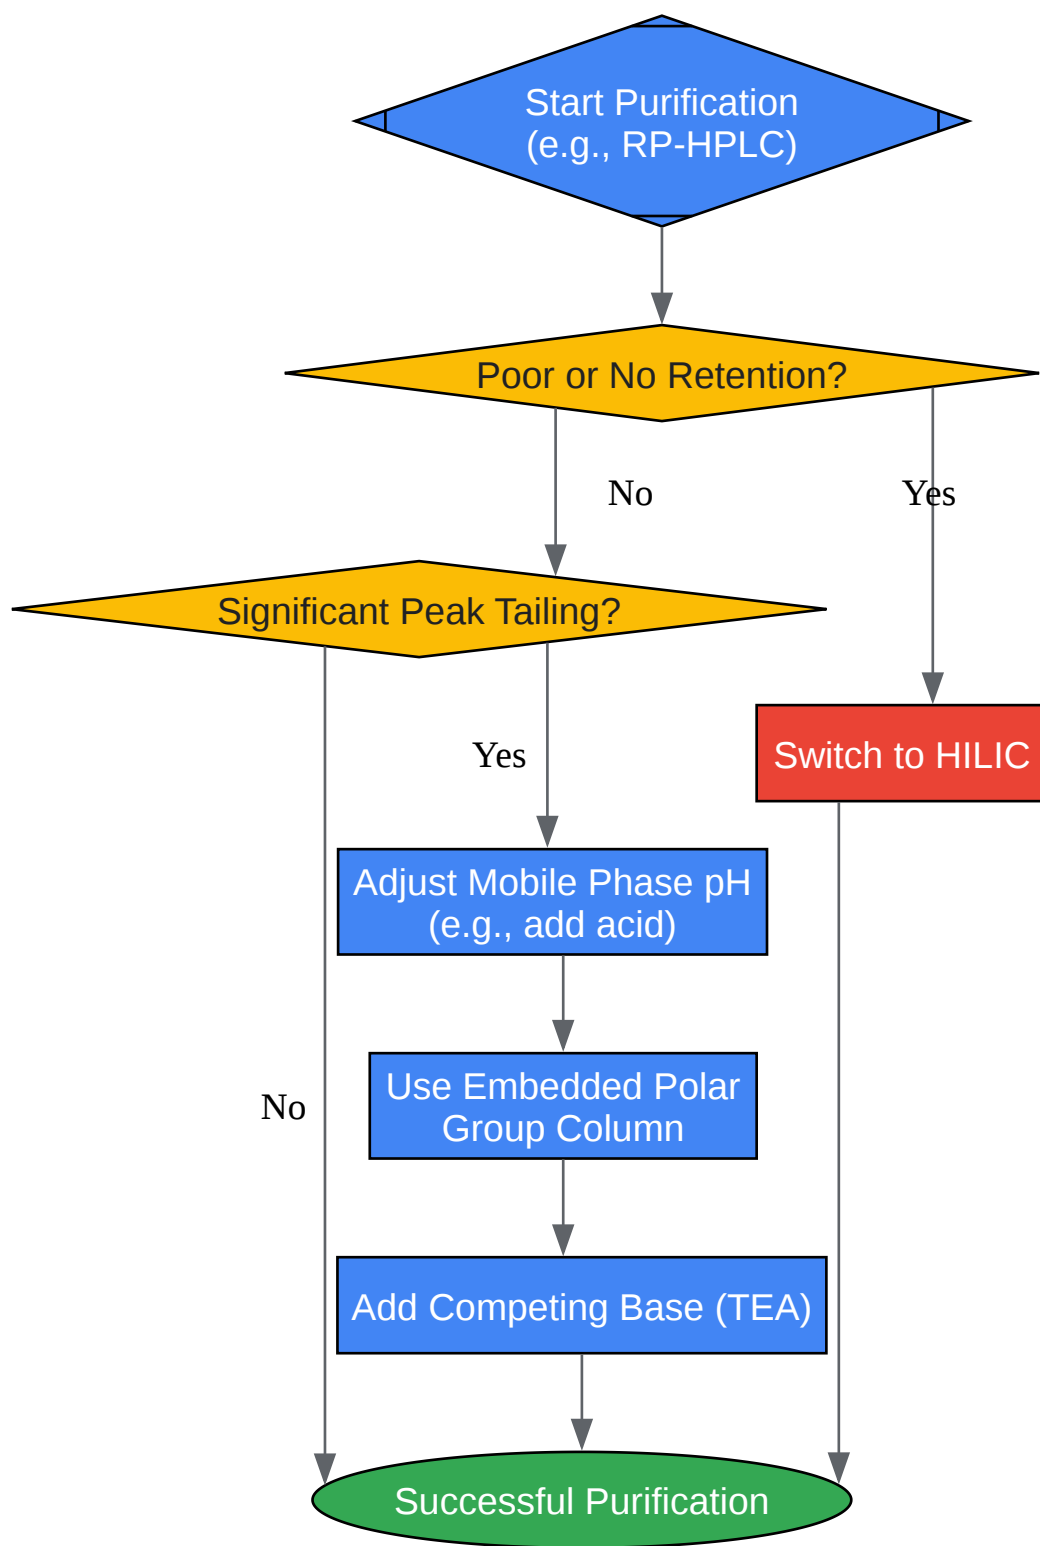 Start Purification
(e.g., RP-HPLC)
Poor or No Retention?
No
Yes
Significant Peak Tailing?
Yes
Switch to HILIC
Adjust Mobile Phase pH
(e.g., add acid)
Use Embedded Polar
Group Column
No
Add Competing Base (TEA)
Successful Purification